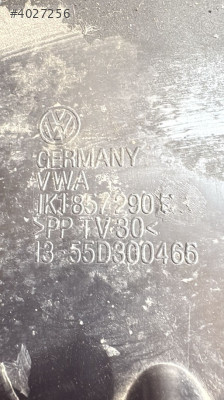 #4027256
GERMANY
VWA
1K1 857 290 E
>PP TV 30<
13 55D300466